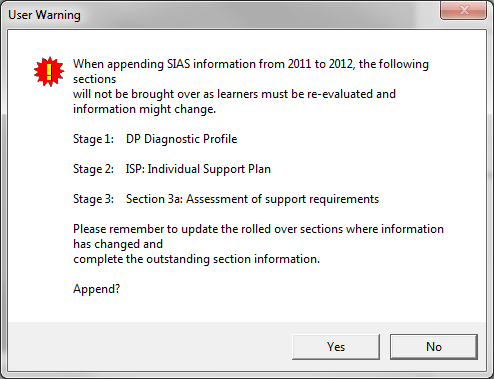 User Warning
When appending SIAS information from 2011 to 2012, the following
sections
will not be brought over as learners must be re-evaluated and
information might change.
Stage 1: DP Diagnostic Profile
Stage 2: ISP: Individual Support Plan
Stage 3: Section 3a: Assessment of support requirements
Please remember to update the rolled over sections where information
has changed and
complete the outstanding section information.
Append?
Yes No